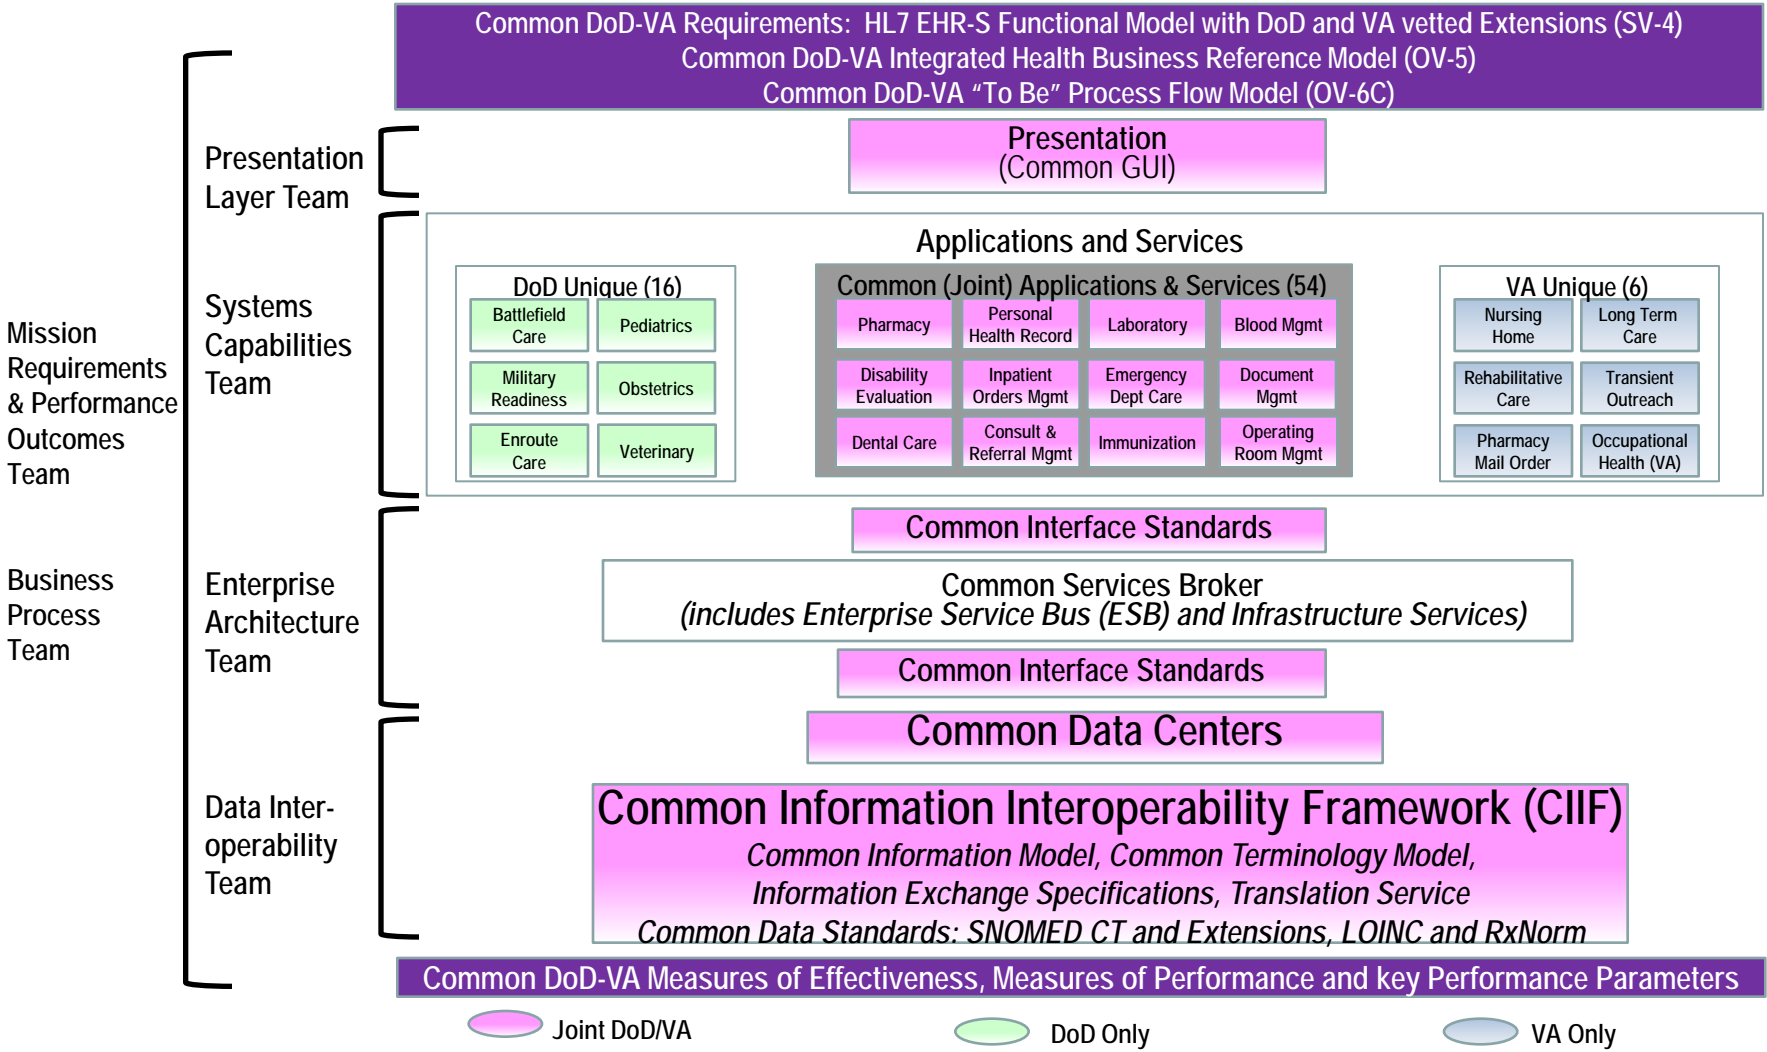 Common DoD-VA Requirements: HL7 EHR-S Functional Model with DoD and VA vetted Extensions (SV-4)
Common DoD-VA Integrated Health Business Reference Model (OV-5)
Common DoD-VA “To Be” Process Flow Model (OV-6C)
Mission
Requirements
& Performance
Outcomes
Team
Business
Process
Team
Presentation
Layer Team
Presentation
(Common GUI)
Systems
Capabilities
Team
Applications and Services
DoD Unique (16)
Battlefield
Care
Pediatrics
Military
Readiness
Obstetrics
Enroute
Care
Veterinary
Common (Joint) Applications & Services (54)
Pharmacy
Personal
Health Record
Laboratory
Blood Mgmt
Disability
Evaluation
Inpatient
Orders Mgmt
Emergency
Dept Care
Document
Mgmt
Dental Care
Consult &
Referral Mgmt
Immunization
Operating
Room Mgmt
VA Unique (6)
Nursing
Home
Long Term
Care
Rehabilitative
Care
Transient
Outreach
Pharmacy
Mail Order
Occupational
Health (VA)
Enterprise
Architecture
Team
Common Interface Standards
Common Services Broker
(includes Enterprise Service Bus (ESB) and Infrastructure Services)
Common Interface Standards
Data Inter-
operability
Team
Common Data Centers
Common Information Interoperability Framework (CIIF)
Common Information Model, Common Terminology Model,
Information Exchange Specifications, Translation Service
Common Data Standards: SNOMED CT and Extensions, LOINC and RxNorm
Common DoD-VA Measures of Effectiveness, Measures of Performance and key Performance Parameters
Joint DoD/VA
DoD Only
VA Only